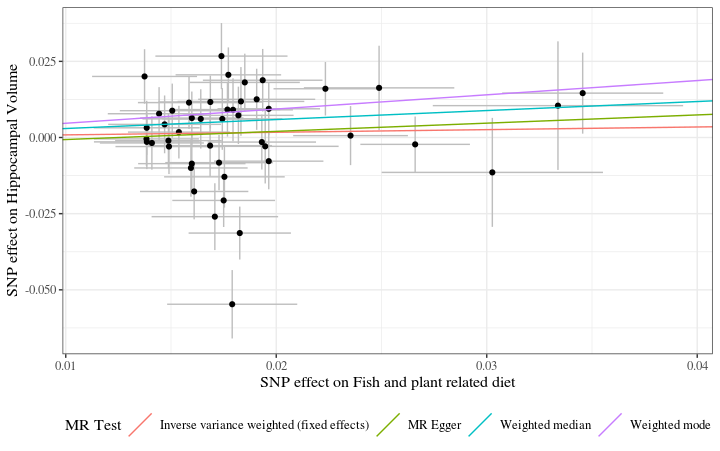 SNP effect on Hippocampal Volume
0.025
0.000
-0.025
-0.050
0.01
0.02
0.03
0.04
SNP effect on Fish and plant related diet
MR Test
Inverse variance weighted (fixed effects)
MR Egger
Weighted median
Weighted mode